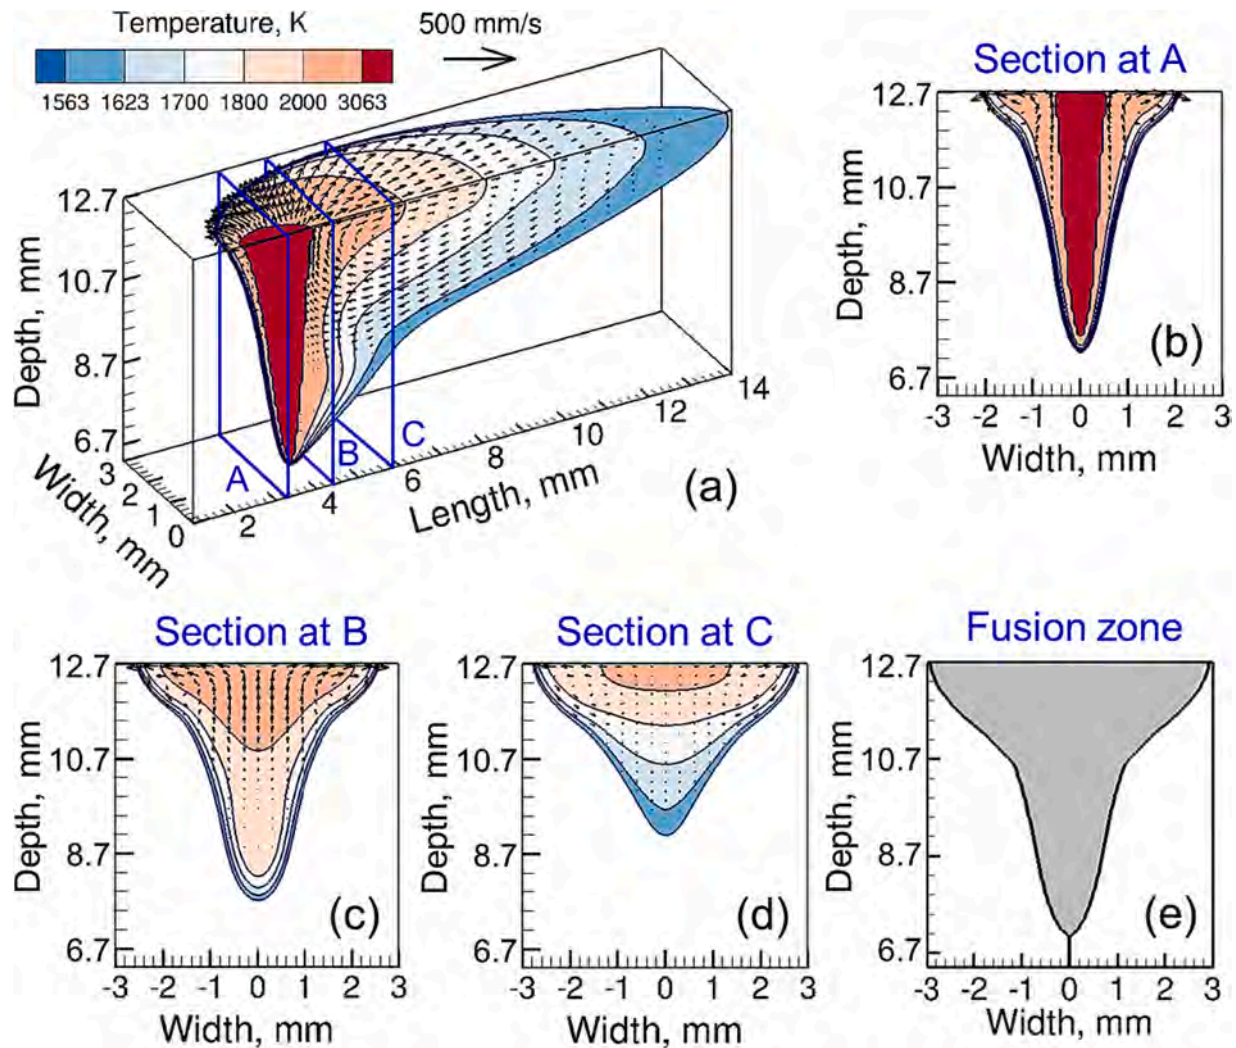 Temperature, K
1563 1623 1700 1800 2000 3063
500 mm/s
12.7
10.7
8.7
6.7
Depth, mm
3 2 1 0
Width, mm
A B C
2 4 6 8 10 12 14
Length, mm
(a)
Section at A
12.7
10.7
8.7
6.7
Depth, mm
(b)
-3 -2 -1 0 1 2 3
Width, mm
Section at B
12.7
10.7
8.7
6.7
Depth, mm
(c)
-3 -2 -1 0 1 2 3
Width, mm
Section at C
12.7
10.7
8.7
6.7
Depth, mm
(d)
-3 -2 -1 0 1 2 3
Width, mm
Fusion zone
12.7
10.7
8.7
6.7
Depth, mm
(e)
-3 -2 -1 0 1 2 3
Width, mm